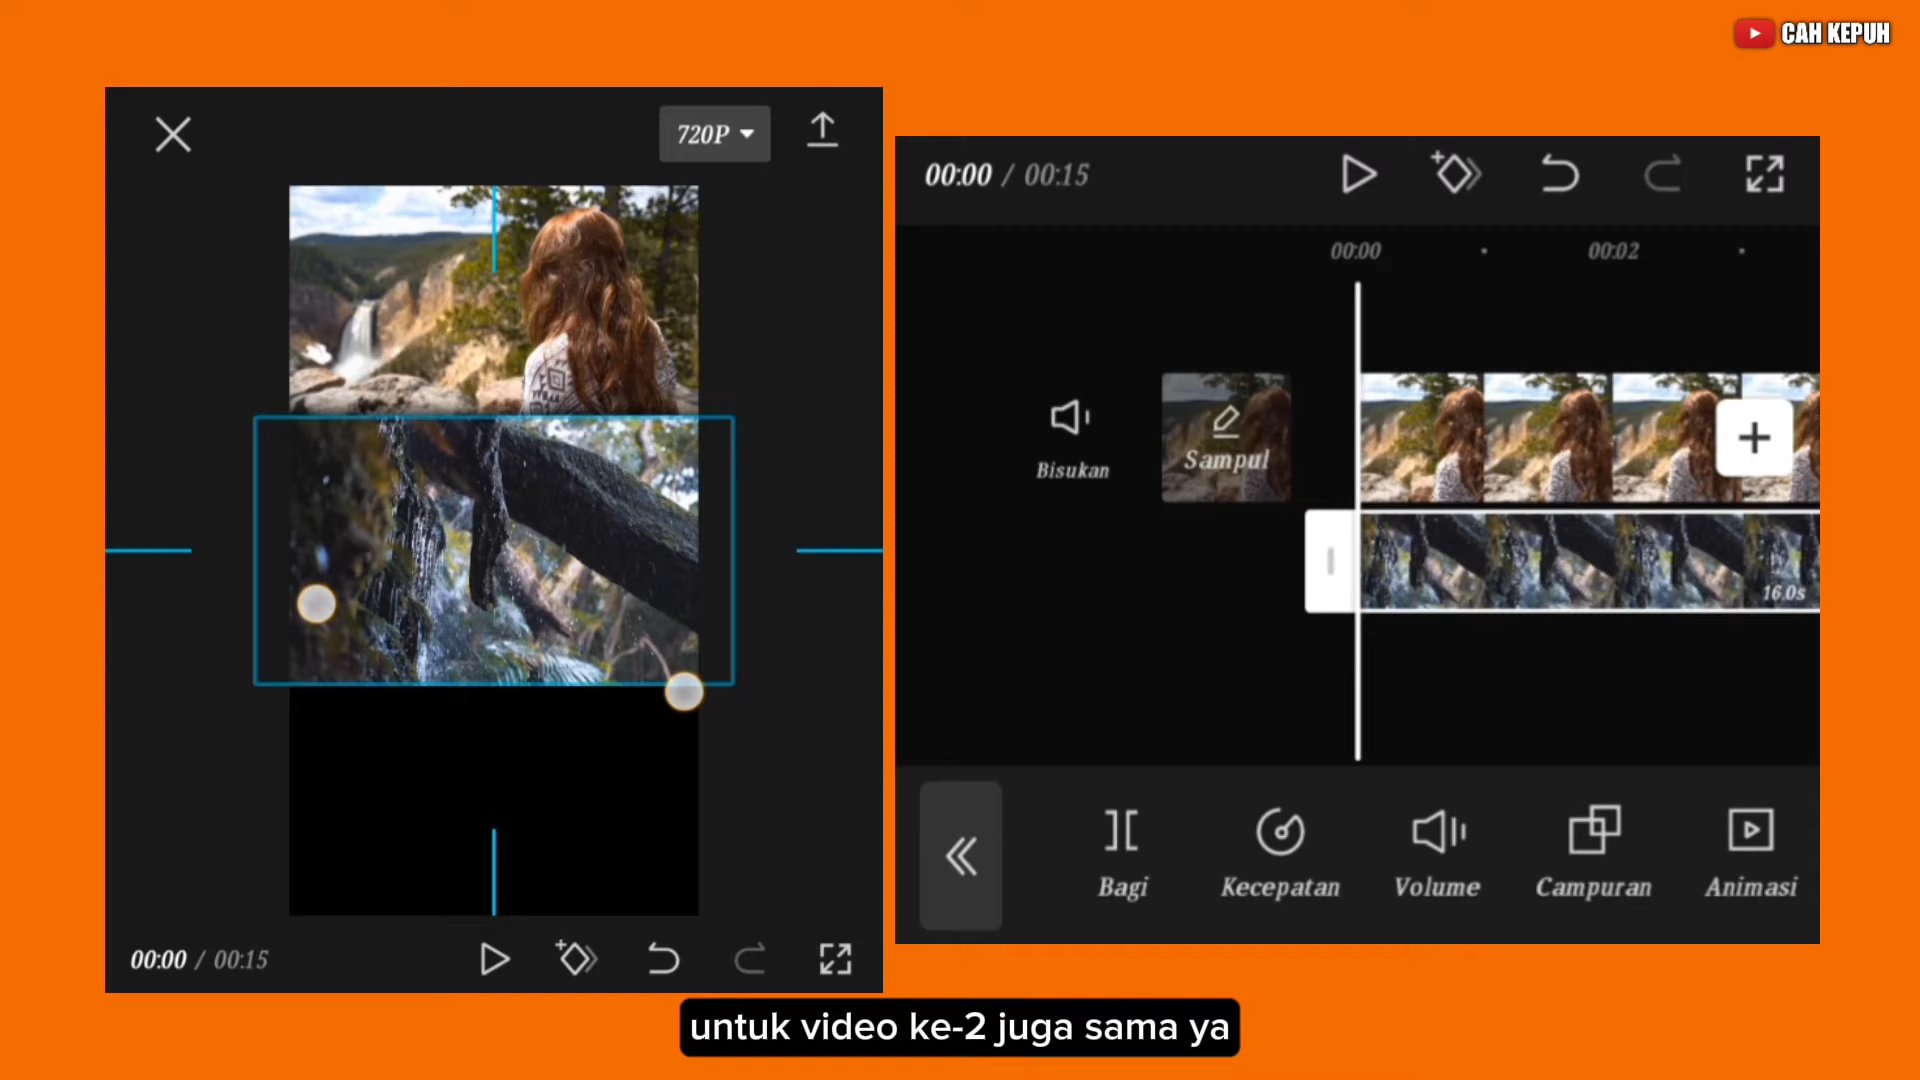 CAH KEPUH
720P
00:00 / 00:15
00:00 / 00:15
00:00
00:02
Bisukan
Sampul
16.0s
Bagi
Kecepatan
Volume
Campuran
Animasi
untuk video ke-2 juga sama ya